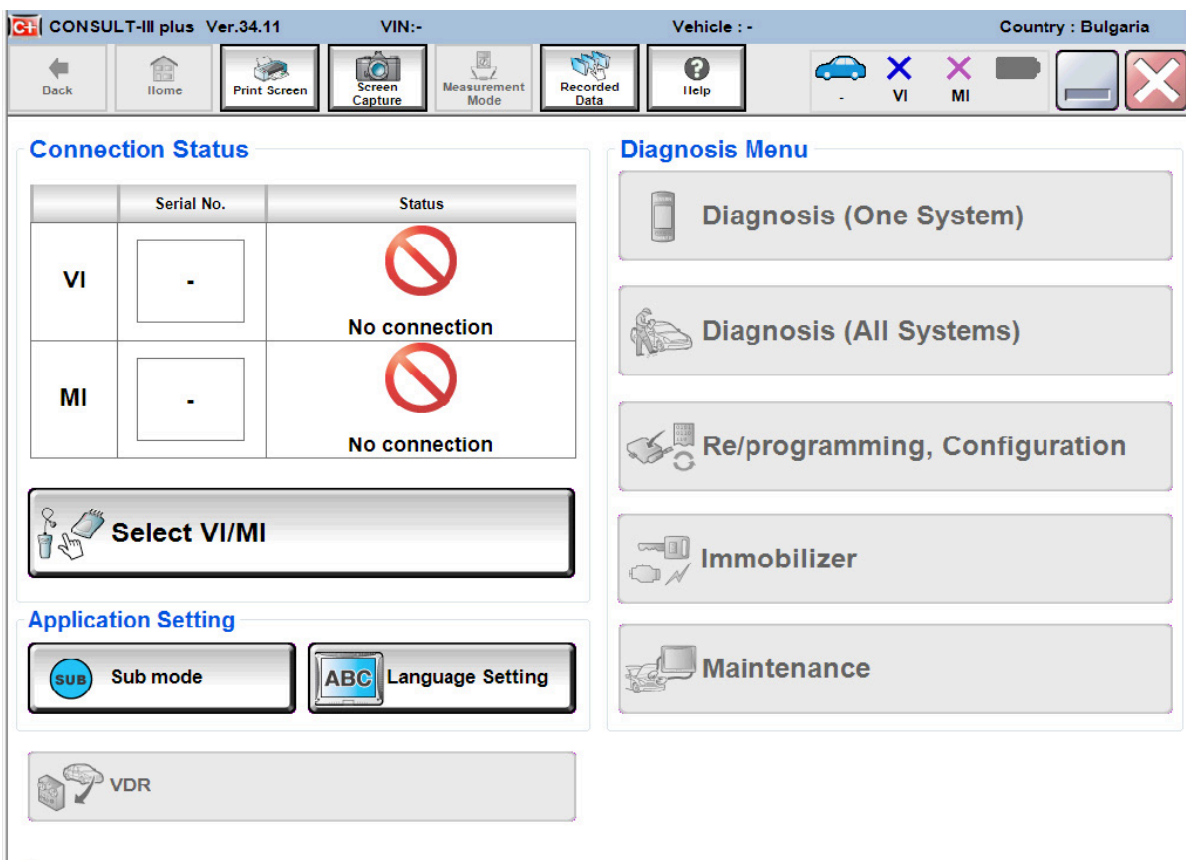 C+ CONSULT-III plus Ver.34.11 VIN:- Vehicle : - Country : Bulgaria
Back
Home
Print Screen
Screen
Capture
Measurement
Mode
Recorded
Data
Help
-
VI
MI
Connection Status
Serial No. Status
VI - No connection
MI - No connection
Select VI/MI
Application Setting
SUB Sub mode
ABC Language Setting
VDR
Diagnosis Menu
Diagnosis (One System)
Diagnosis (All Systems)
Re/programming, Configuration
Immobilizer
Maintenance